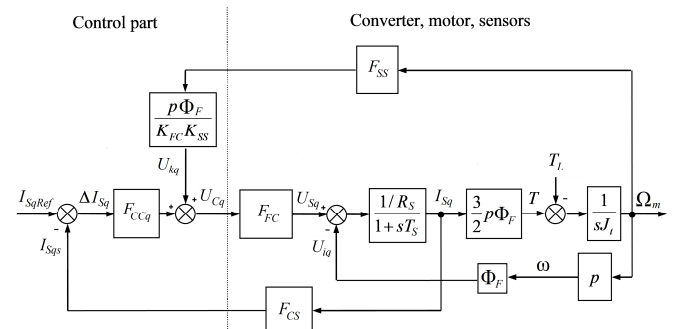 Control part
Converter, motor, sensors
F_SS
pΦ_F
K_FC K_SS
U_kq
T_L
I_SqRef
ΔI_Sq
F_CCq
+
+
U_Cq
F_FC
U_Sq
+
1/R_S
1+sT_S
I_Sq
3
2
pΦ_F
T
-
1
sJ_t
Ω_m
-
I_Sqs
-
U_iq
Φ_F
ω
p
F_CS